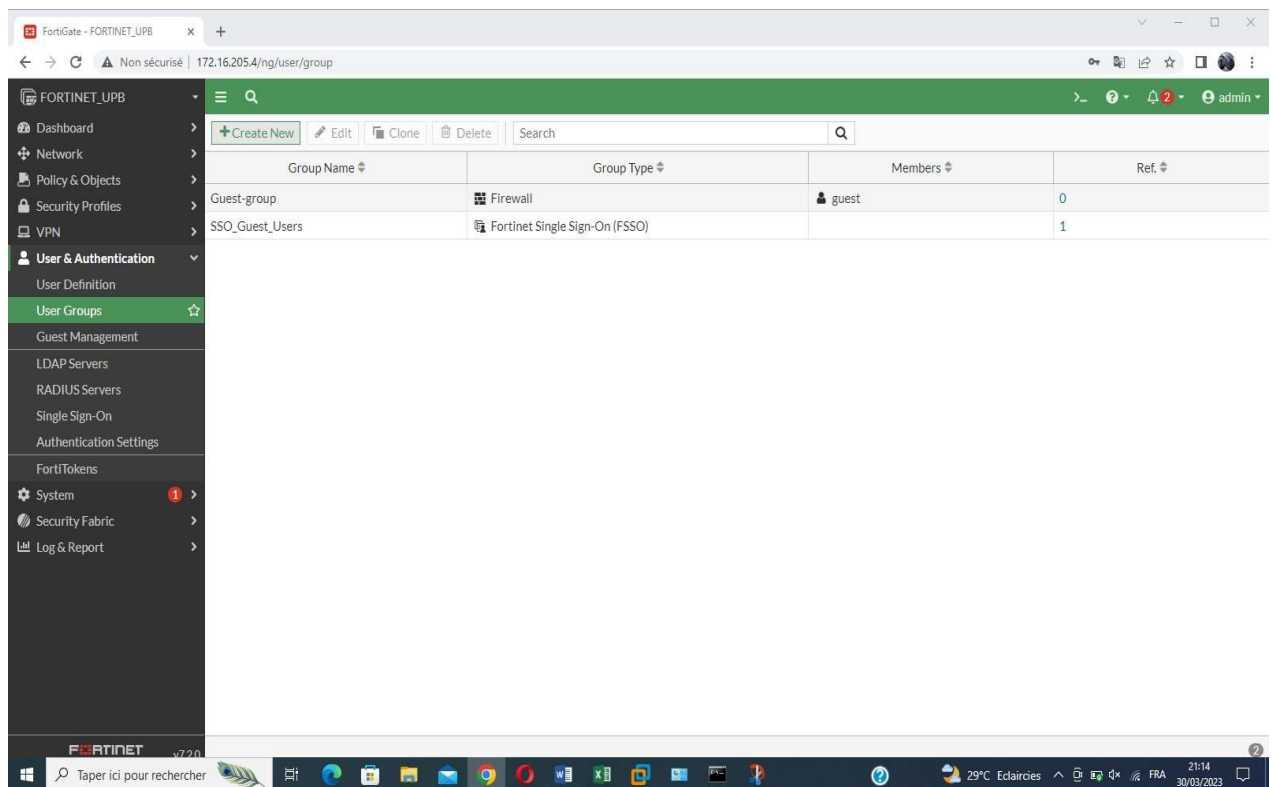 FortiGate - FORTINET_UPB
Non sécurisé | 172.16.205.4/ng/user/group
FORTINET_UPB
2
admin
Dashboard
Network
Policy & Objects
Security Profiles
VPN
User & Authentication
User Definition
User Groups
Guest Management
LDAP Servers
RADIUS Servers
Single Sign-On
Authentication Settings
FortiTokens
System 1
Security Fabric
Log & Report
+Create New Edit Clone Delete Search
Group Name Group Type Members Ref.
Guest-group Firewall guest 0
SSO_Guest_Users Fortinet Single Sign-On (FSSO) 1
FORTINET v7.2.0
2
Taper ici pour rechercher
29°C Eclaircies FRA 21:14
30/03/2023